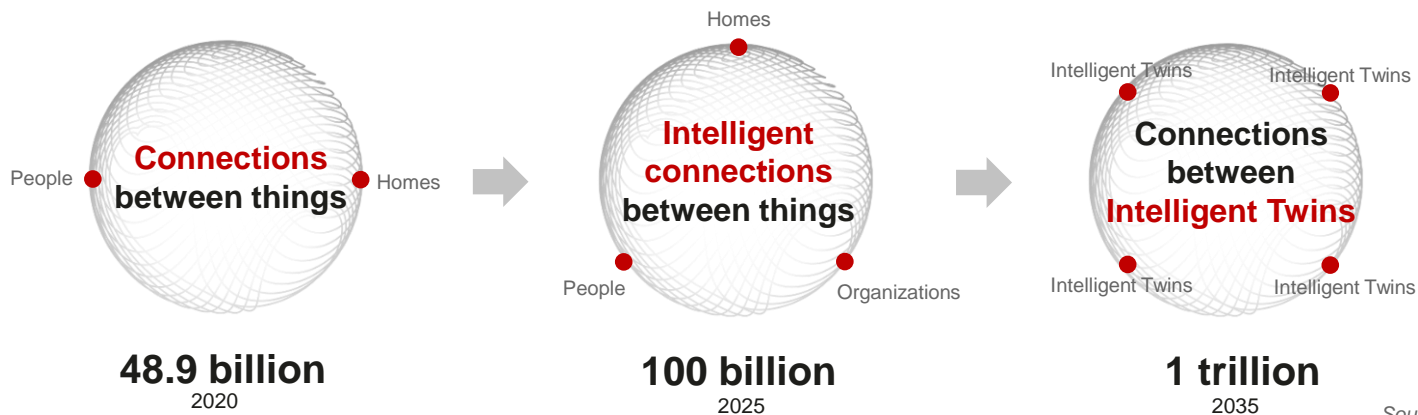 People
Connections
between things
Homes
48.9 billion
2020
Homes
Intelligent
connections
between things
People
Organizations
100 billion
2025
Intelligent Twins
Intelligent Twins
Connections
between
Intelligent Twins
Intelligent Twins
Intelligent Twins
1 trillion
2035